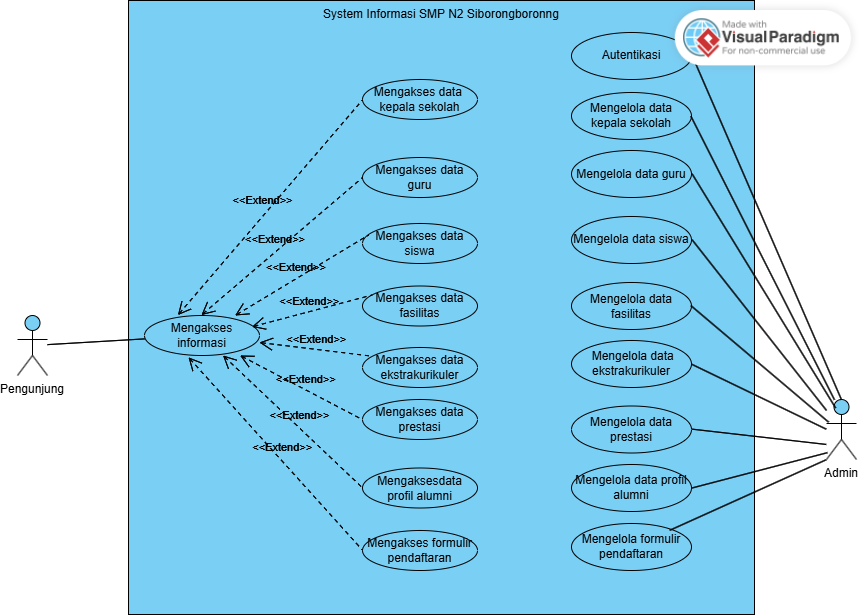 System Informasi SMP N2 Siborongboronng
Made with
VisualParadigm
For non-commercial use
Autentikasi
Mengakses data
kepala sekolah
Mengelola data
kepala sekolah
Mengakses data
guru
Mengelola data guru
<<Extend>>
Mengakses data
siswa
Mengelola data siswa
<<Extend>>
<<Extend>>
Mengakses data
fasilitas
Mengelola data
fasilitas
<<Extend>>
Mengakses
informasi
<<Extend>>
Mengakses data
ekstrakurikuler
Mengelola data
ekstrakurikuler
<<Extend>>
Pengunjung
Mengakses data
prestasi
Mengelola data
prestasi
<<Extend>>
<<Extend>>
Admin
Mengaksesdata
profil alumni
Mengelola data profil
alumni
Mengakses formulir
pendaftaran
Mengelola formulir
pendaftaran